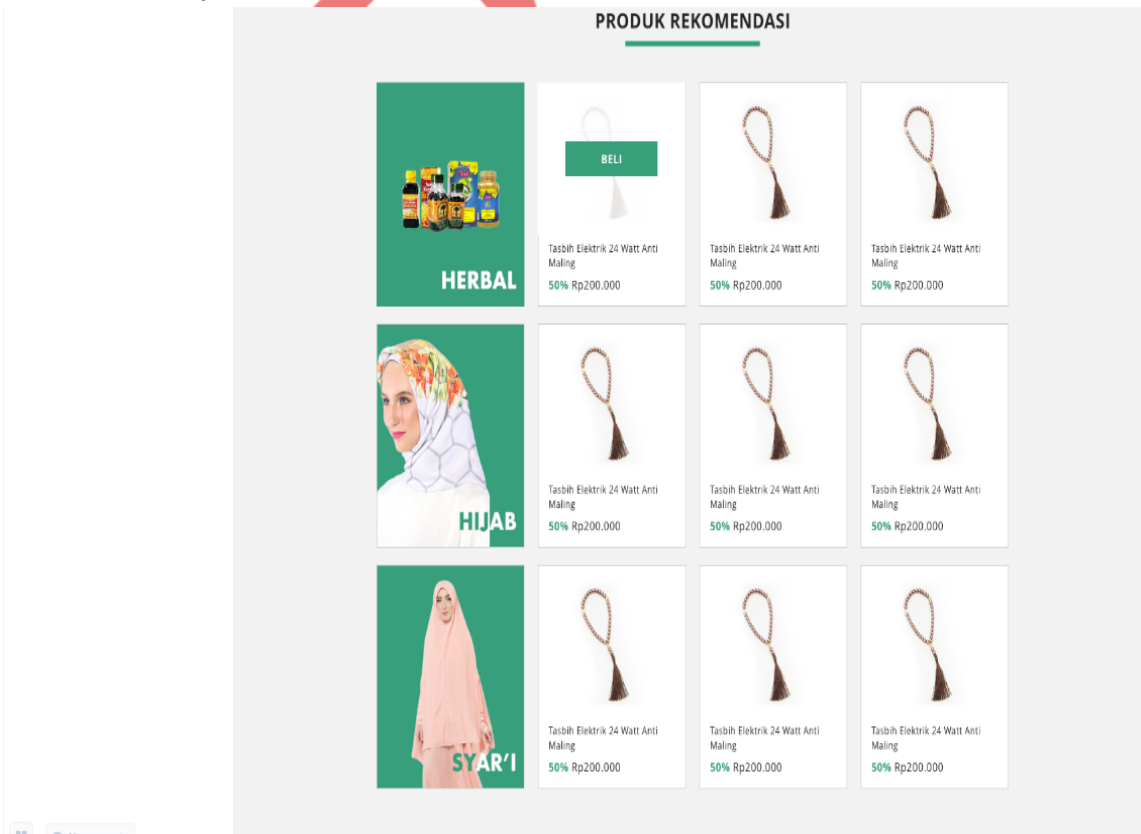 PRODUK REKOMENDASI
HERBAL
BELI
Tasbih Elektrik 24 Watt Anti
Maling
50% Rp200.000
Tasbih Elektrik 24 Watt Anti
Maling
50% Rp200.000
Tasbih Elektrik 24 Watt Anti
Maling
50% Rp200.000
HIJAB
Tasbih Elektrik 24 Watt Anti
Maling
50% Rp200.000
Tasbih Elektrik 24 Watt Anti
Maling
50% Rp200.000
Tasbih Elektrik 24 Watt Anti
Maling
50% Rp200.000
SYAR'I
Tasbih Elektrik 24 Watt Anti
Maling
50% Rp200.000
Tasbih Elektrik 24 Watt Anti
Maling
50% Rp200.000
Tasbih Elektrik 24 Watt Anti
Maling
50% Rp200.000